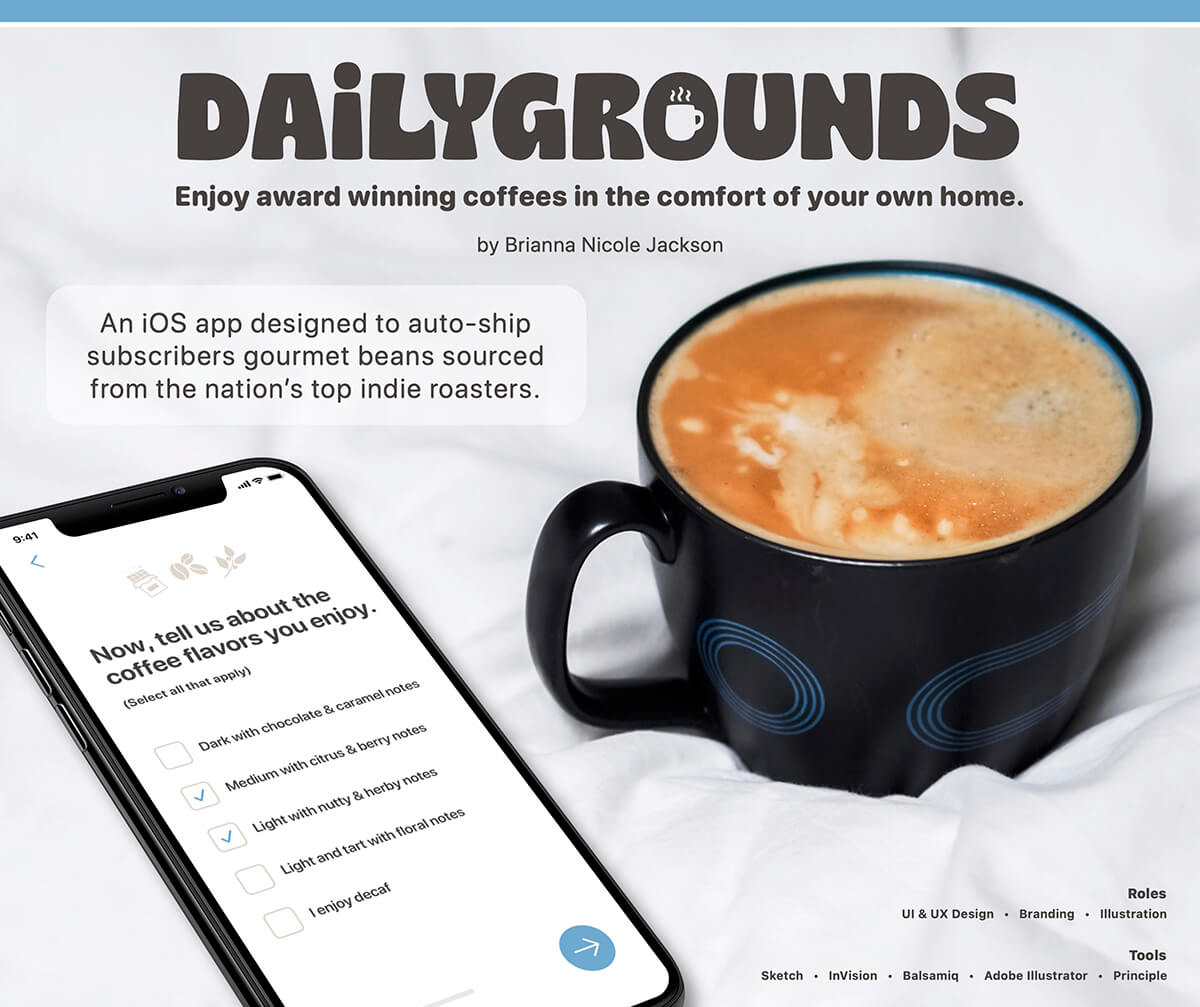 DAiLYGROUNDS
Enjoy award winning coffees in the comfort of your own home.
by Brianna Nicole Jackson
An iOS app designed to auto-ship
subscribers gourmet beans sourced
from the nation’s top indie roasters.
9:41
Now, tell us about the
coffee flavors you enjoy.
(Select all that apply)
Dark with chocolate & caramel notes
Medium with citrus & berry notes
Light with nutty & herby notes
Light and tart with floral notes
I enjoy decaf
Roles
UI & UX Design • Branding • Illustration
Tools
Sketch • InVision • Balsamiq • Adobe Illustrator • Principle